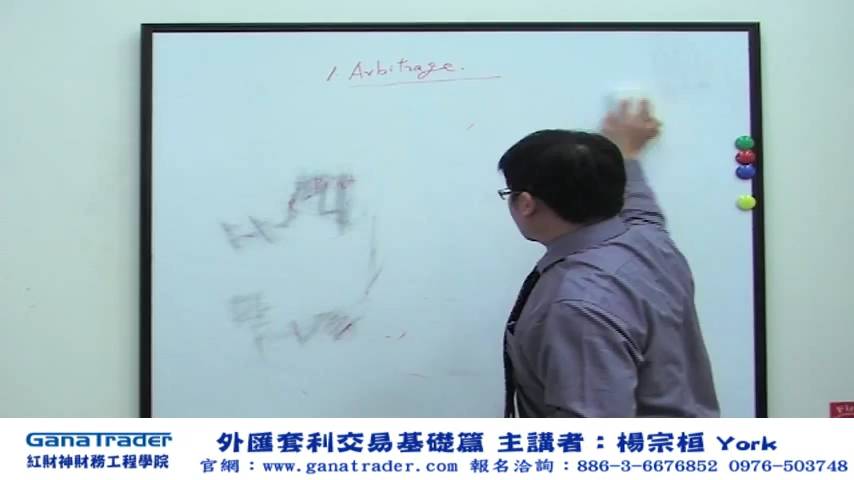 1. Arbitrage.
GanaTrader
紅財神財務工程學院
外匯套利交易基礎篇 主講者：楊宗桓 York
官網：www.ganatrader.com 報名洽詢：886-3-6676852 0976-503748